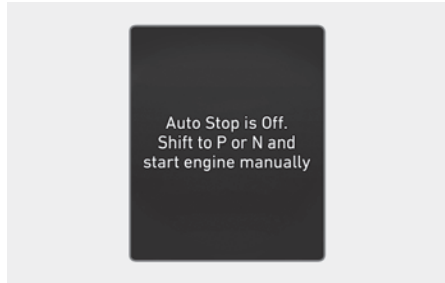 Auto Stop is Off.
Shift to P or N and
start engine manually